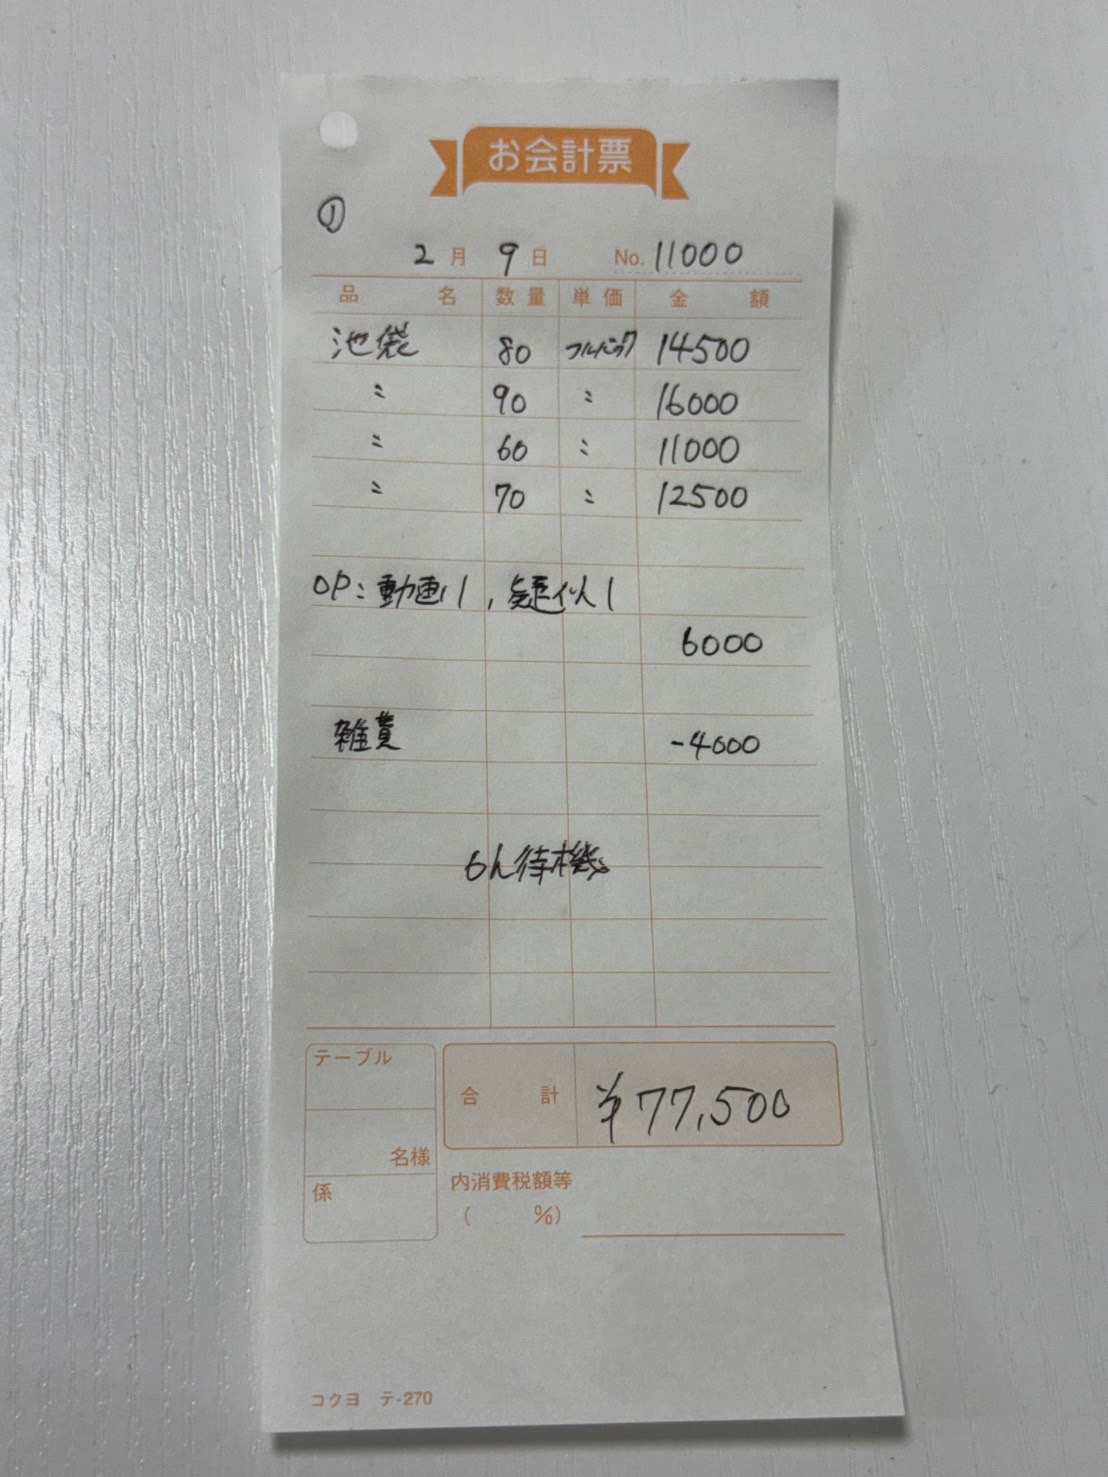 お会計票
①
2月 9日 No. 11000
品名 数量 単価 金額
池袋 80 フルバック 14500
〃 90 〃 16000
〃 60 〃 11000
〃 70 〃 12500
OP:動画1,疑似1
6000
雑費 -4000
6h待機
テーブル
名様
係
合計 ¥77,500
内消費税額等
( %)
コクヨ テ-270